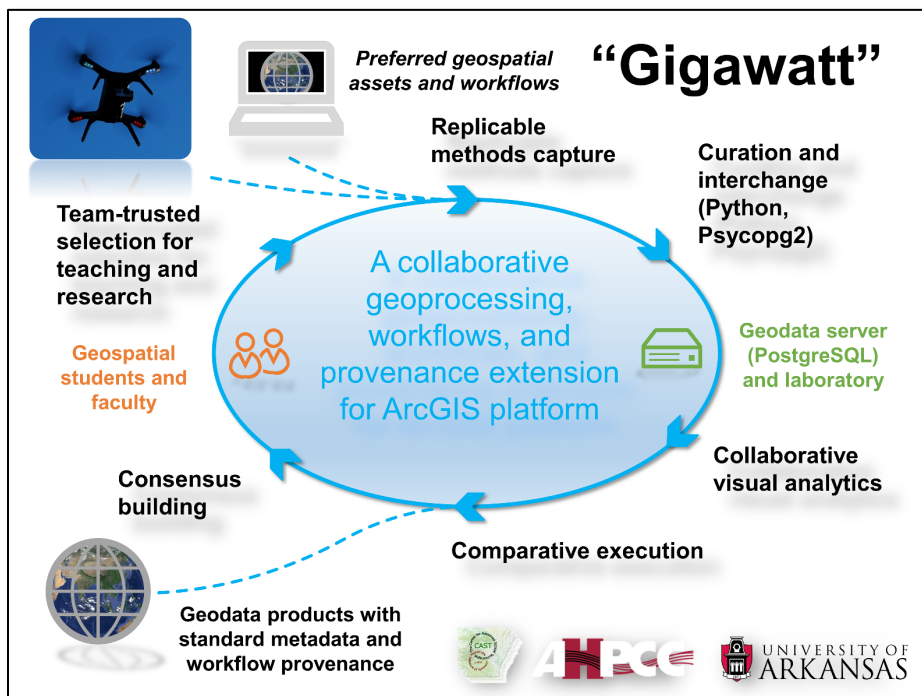 Preferred geospatial
assets and workflows
“Gigawatt”
Replicable
methods capture
Curation and
interchange
(Python,
Psycopg2)
Team-trusted
selection for
teaching and
research
A collaborative
geoprocessing,
workflows, and
provenance extension
for ArcGIS platform
Geospatial
students and
faculty
Geodata server
(PostgreSQL)
and laboratory
Collaborative
visual analytics
Consensus
building
Comparative execution
Geodata products with
standard metadata and
workflow provenance
CAST
AHPCC
UNIVERSITY OF
ARKANSAS